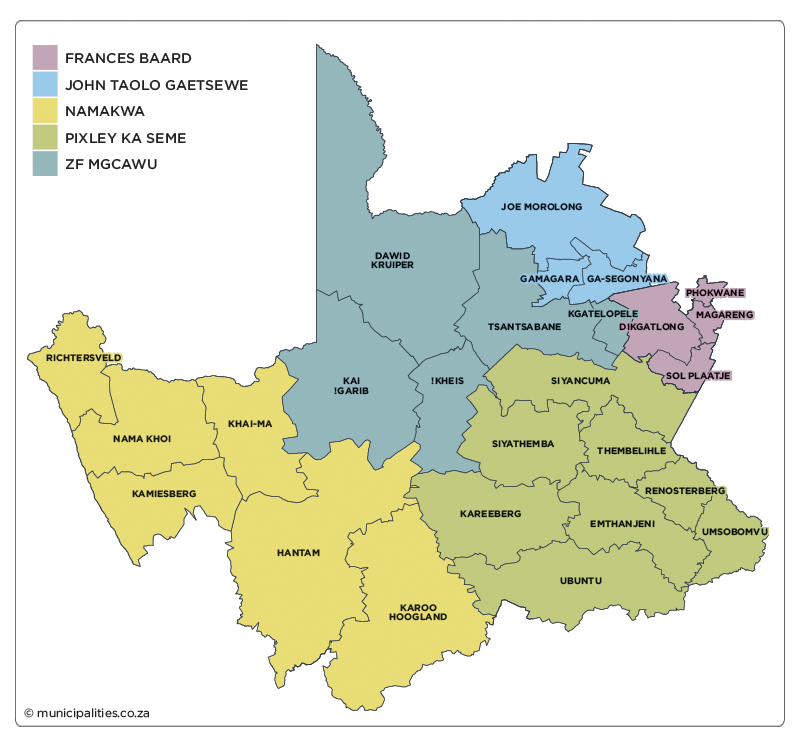 FRANCES BAARD
JOHN TAOLO GAETSEWE
NAMAKWA
PIXLEY KA SEME
ZF MGCAWU
JOE MOROLONG
DAWID
KRUIPER
GAMAGARA
GA-SEGONYANA
PHOKWANE
KGATELOPELE
MAGARENG
TSANTSABANE
DIKGATLONG
RICHTERSVELD
SOL PLAATJE
KAI
!GARIB
!KHEIS
SIYANCUMA
KHAI-MA
NAMA KHOI
SIYATHEMBA
THEMBELIHLE
KAMIESBERG
RENOSTERBERG
KAREEBERG
EMTHANJENI
UMSOBOMVU
HANTAM
UBUNTU
KAROO
HOOGLAND
© municipalities.co.za